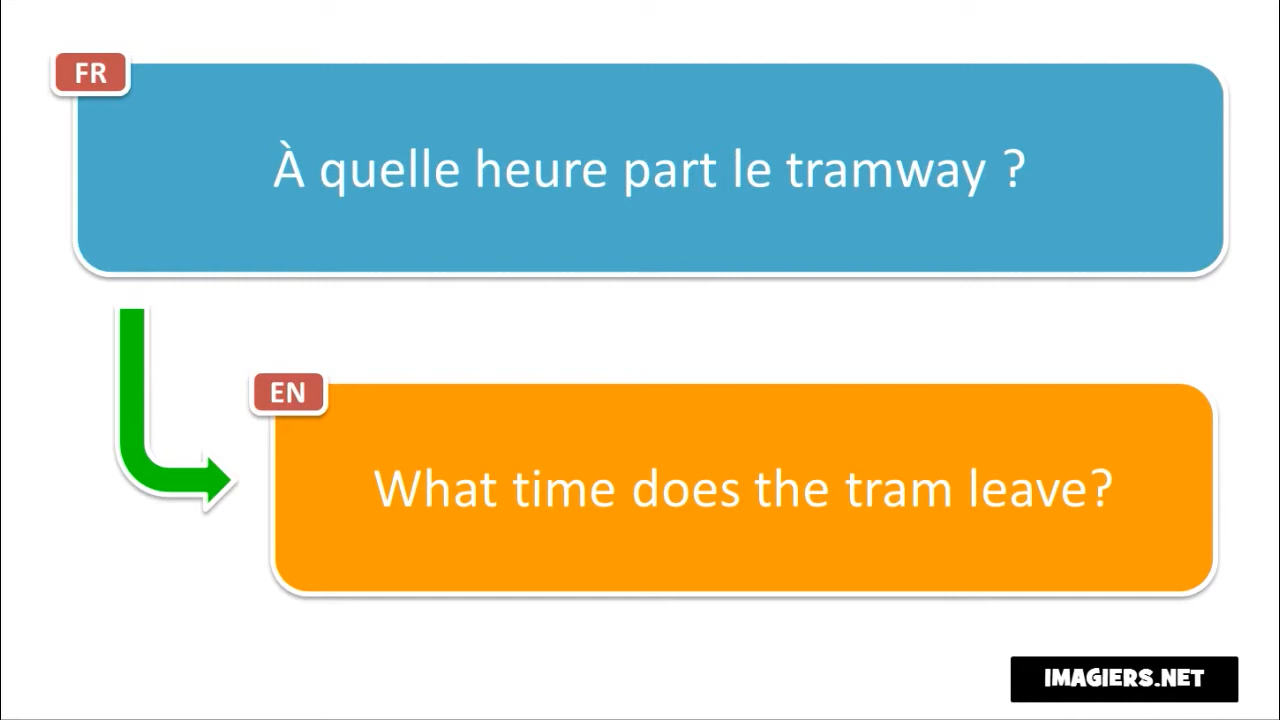 FR
À quelle heure part le tramway ?
EN
What time does the tram leave?
IMAGIERS.NET